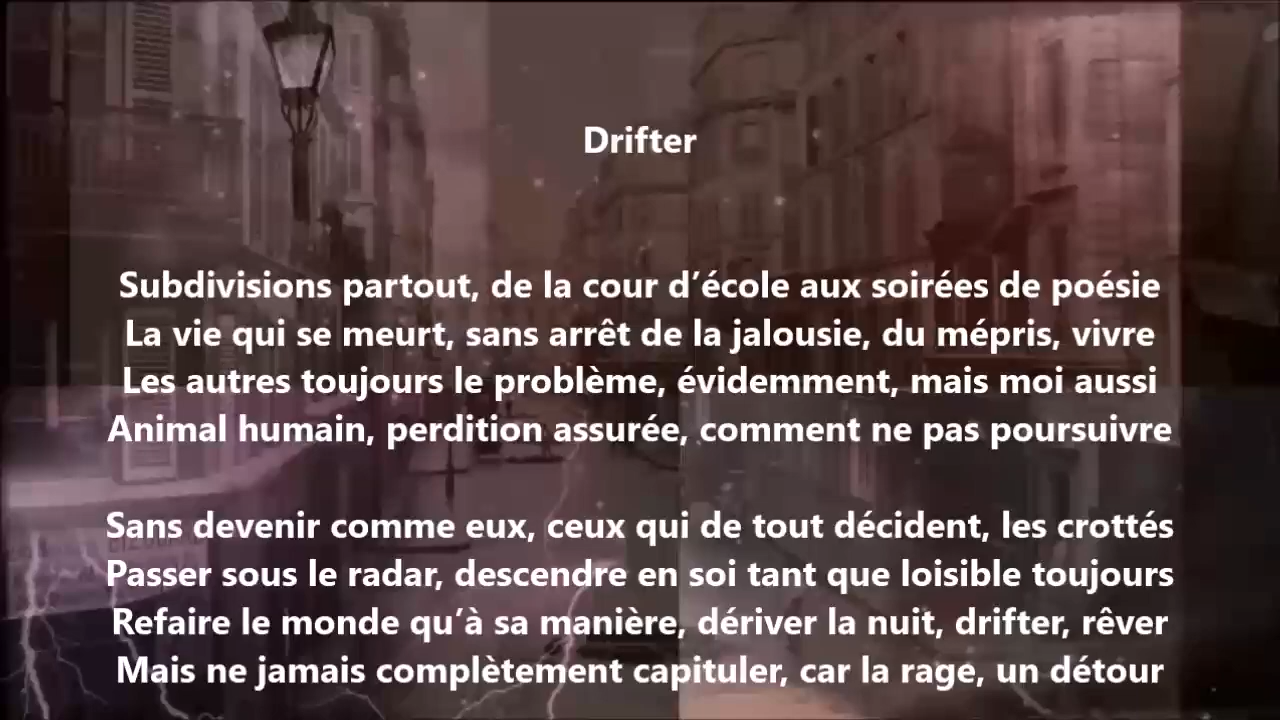 Drifter
Subdivisions partout, de la cour d’école aux soirées de poésie
La vie qui se meurt, sans arrêt de la jalousie, du mépris, vivre
Les autres toujours le problème, évidemment, mais moi aussi
Animal humain, perdition assurée, comment ne pas poursuivre
Sans devenir comme eux, ceux qui de tout décident, les crottés
Passer sous le radar, descendre en soi tant que loisible toujours
Refaire le monde qu’à sa manière, dériver la nuit, drifter, rêver
Mais ne jamais complètement capituler, car la rage, un détour